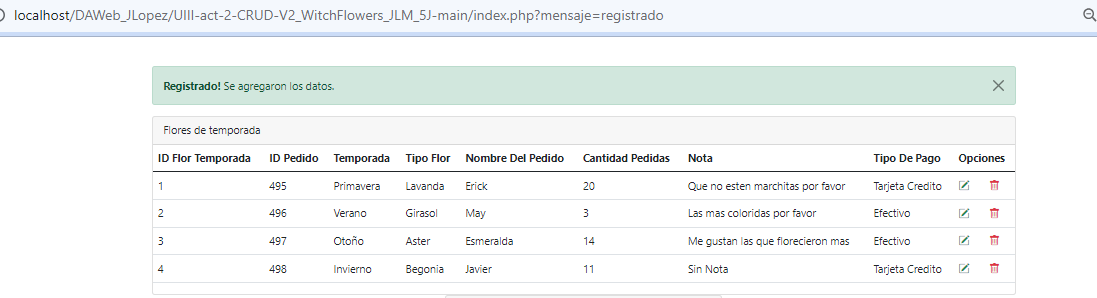 localhost/DAWeb_JLopez/UIII-act-2-CRUD-V2_WitchFlowers_JLM_5J-main/index.php?mensaje=registrado
Registrado! Se agregaron los datos.
Flores de temporada
ID Flor Temporada ID Pedido Temporada Tipo Flor Nombre Del Pedido Cantidad Pedidas Nota Tipo De Pago Opciones
1 495 Primavera Lavanda Erick 20 Que no esten marchitas por favor Tarjeta Credito
2 496 Verano Girasol May 3 Las mas coloridas por favor Efectivo
3 497 Otoño Aster Esmeralda 14 Me gustan las que florecieron mas Efectivo
4 498 Invierno Begonia Javier 11 Sin Nota Tarjeta Credito